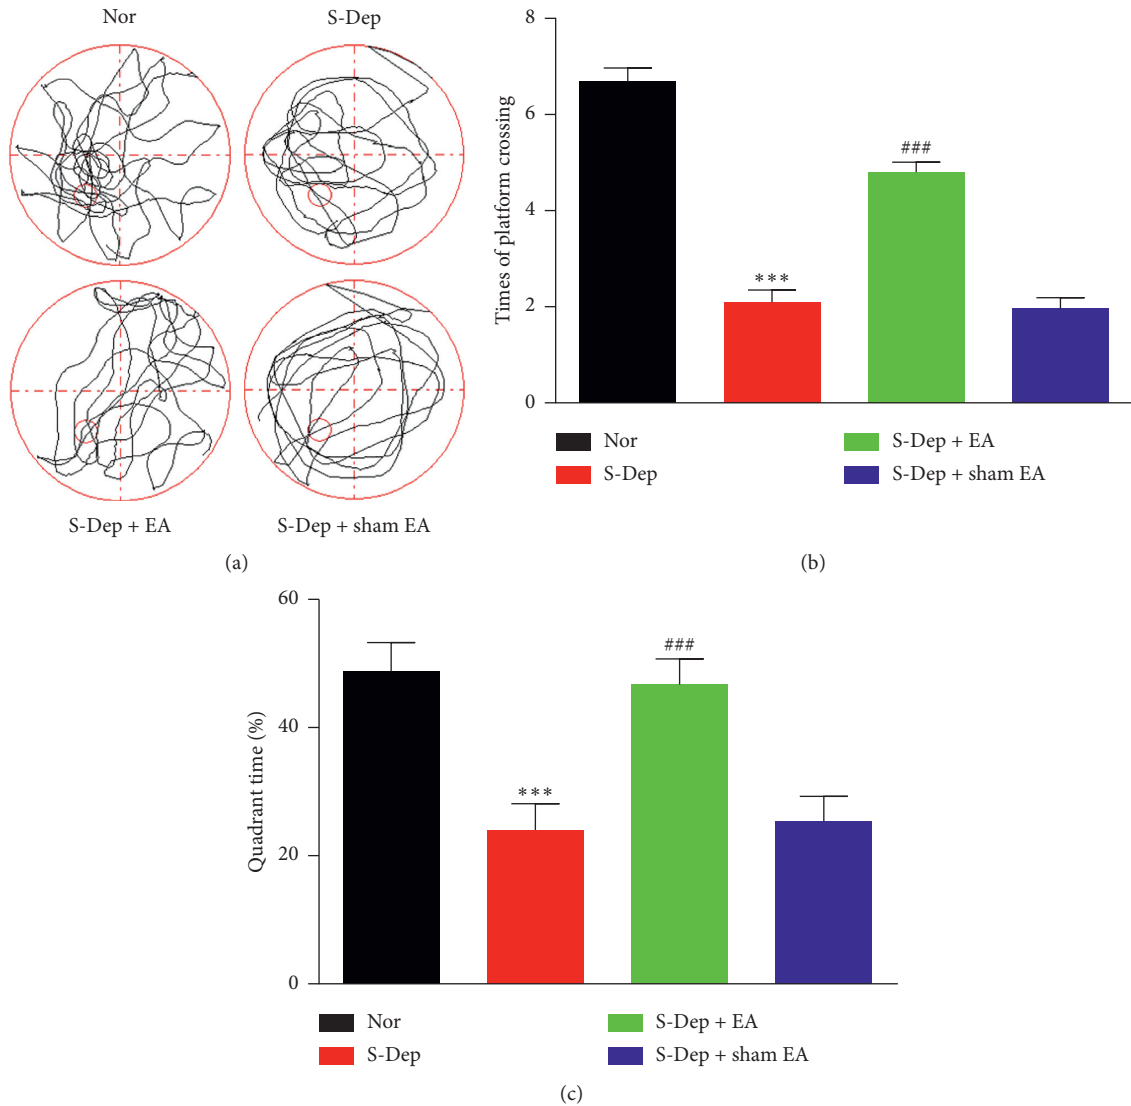 Nor
S-Dep
S-Dep + EA
S-Dep + sham EA
(a)
8
6
4
2
0
Times of platform crossing
***
###
Nor
S-Dep
S-Dep + EA
S-Dep + sham EA
(b)
60
40
20
0
Quadrant time (%)
***
###
Nor
S-Dep
S-Dep + EA
S-Dep + sham EA
(c)